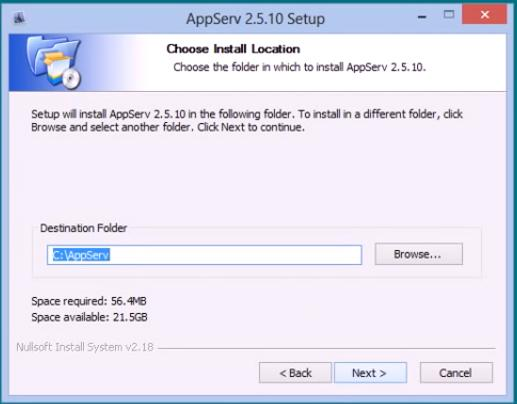 AppServ 2.5.10 Setup
Choose Install Location
Choose the folder in which to install AppServ 2.5.10.
Setup will install AppServ 2.5.10 in the following folder. To install in a different folder, click
Browse and select another folder. Click Next to continue.
Destination Folder
C:\AppServ
Browse...
Space required: 56.4MB
Space available: 21.5GB
Nullsoft Install System v2.18
< Back
Next >
Cancel